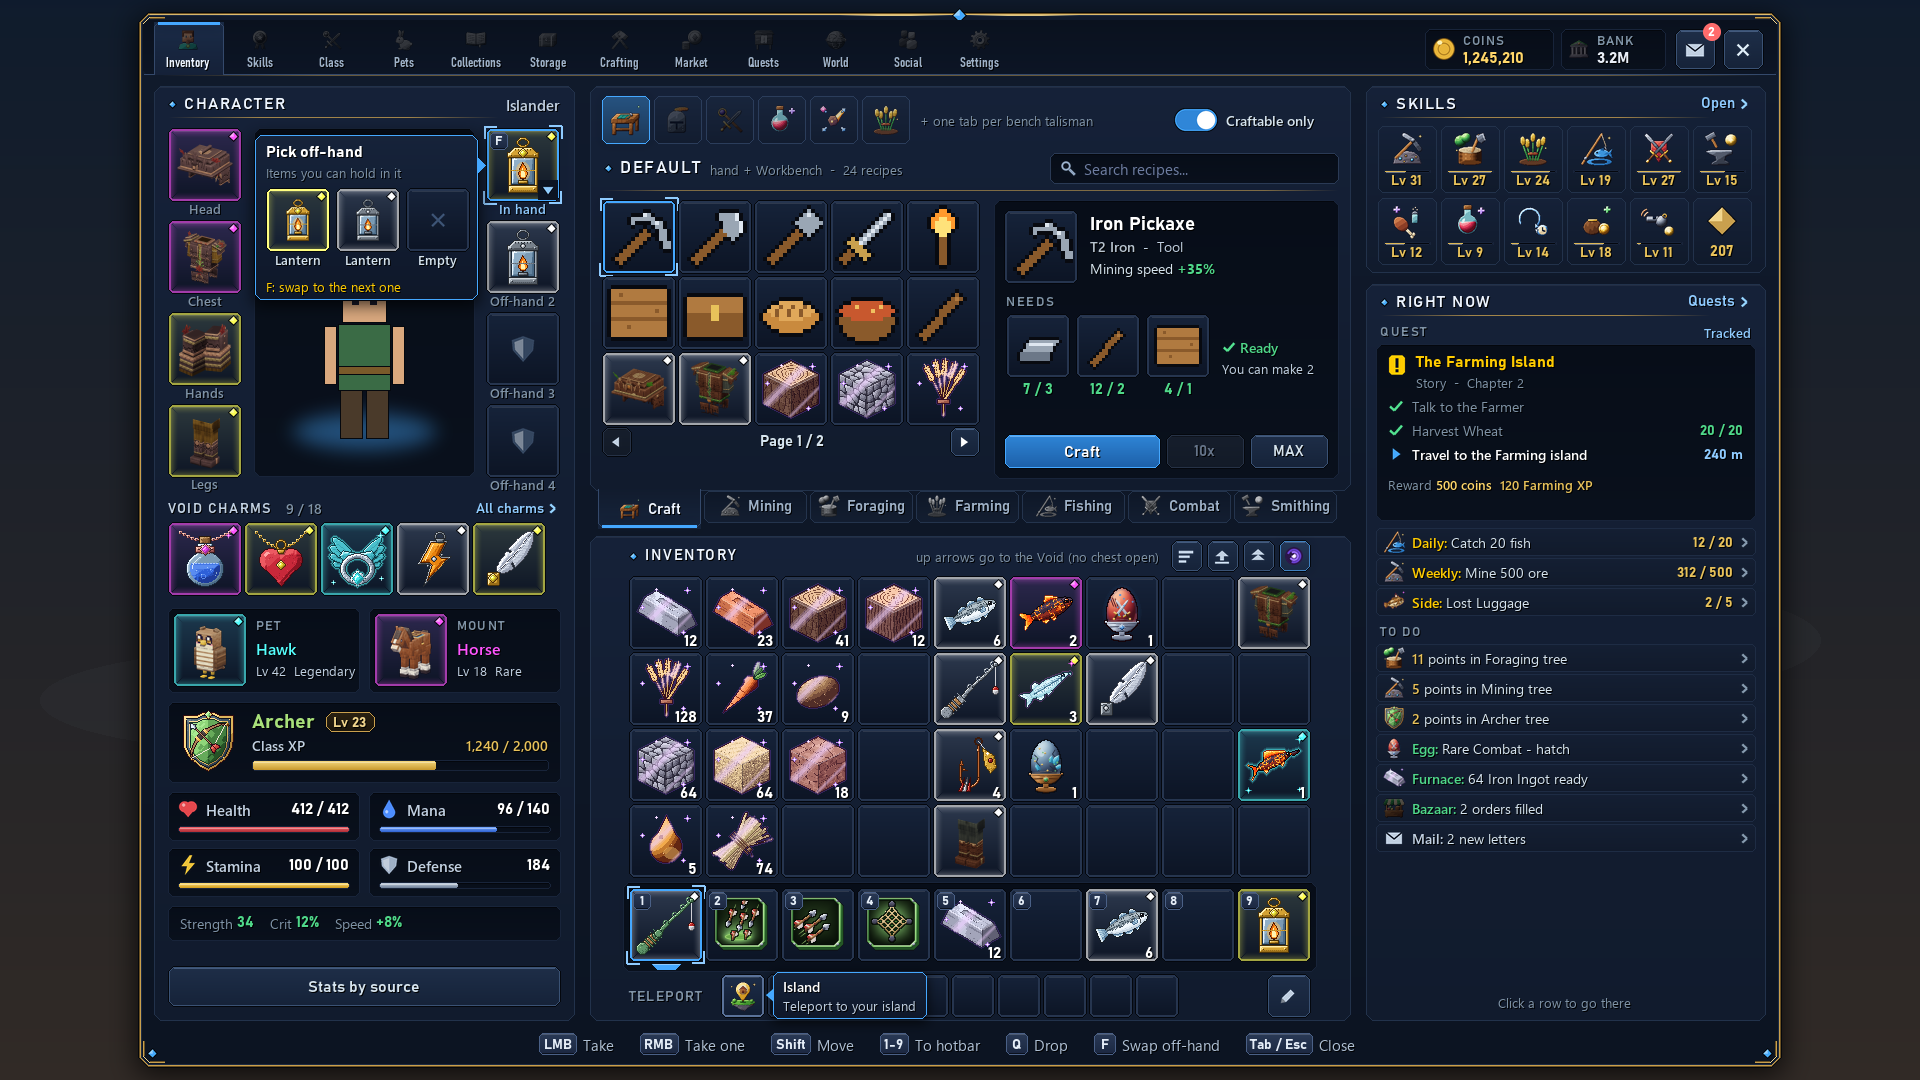 Inventory
Skills
Class
Pets
Collections
Storage
Crafting
Market
Quests
World
Social
Settings
COINS
1,245,210
BANK
3.2M
2
CHARACTER
Islander
Head
Chest
Hands
Legs
Pick off-hand
Items you can hold in it
Lantern
Lantern
Empty
F: swap to the next one
F
In hand
Off-hand 2
Off-hand 3
Off-hand 4
VOID CHARMS 9 / 18
All charms
PET
Hawk
Lv 42 Legendary
MOUNT
Horse
Lv 18 Rare
Archer Lv 23
Class XP 1,240 / 2,000
Health 412 / 412
Mana 96 / 140
Stamina 100 / 100
Defense 184
Strength 34 Crit 12% Speed +8%
Stats by source
+ one tab per bench talisman
Craftable only
DEFAULT hand + Workbench - 24 recipes
Search recipes...
Page 1 / 2
Iron Pickaxe
T2 Iron - Tool
Mining speed +35%
NEEDS
7 / 3
12 / 2
4 / 1
Ready
You can make 2
Craft
10x
MAX
Craft
Mining
Foraging
Farming
Fishing
Combat
Smithing
INVENTORY
up arrows go to the Void (no chest open)
12 23 41 12 6 2 1
128 37 9 3
64 64 18 4 1 1
5 74
1 2 3 4 5 6 7 8 9
12 6
TELEPORT
Island
Teleport to your island
SKILLS
Open
Lv 31 Lv 27 Lv 24 Lv 19 Lv 27 Lv 15
Lv 12 Lv 9 Lv 14 Lv 18 Lv 11 207
RIGHT NOW
Quests
QUEST
Tracked
The Farming Island
Story - Chapter 2
Talk to the Farmer
Harvest Wheat 20 / 20
Travel to the Farming island 240 m
Reward 500 coins 120 Farming XP
Daily: Catch 20 fish 12 / 20
Weekly: Mine 500 ore 312 / 500
Side: Lost Luggage 2 / 5
TO DO
11 points in Foraging tree
5 points in Mining tree
2 points in Archer tree
Egg: Rare Combat - hatch
Furnace: 64 Iron Ingot ready
Bazaar: 2 orders filled
Mail: 2 new letters
Click a row to go there
LMB Take RMB Take one Shift Move 1-9 To hotbar Q Drop F Swap off-hand Tab / Esc Close